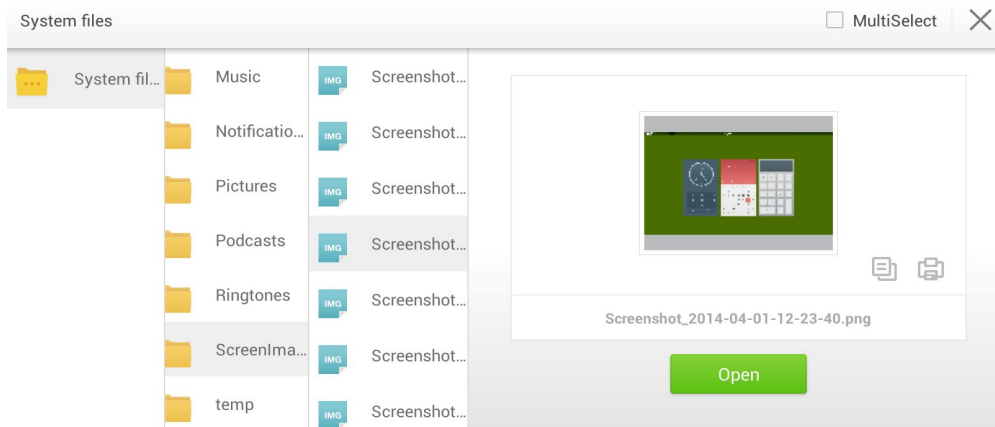 System files
MultiSelect
System fil...
Music
Notificatio...
Pictures
Podcasts
Ringtones
ScreenIma...
temp
IMG Screenshot...
IMG Screenshot...
IMG Screenshot...
IMG Screenshot...
IMG Screenshot...
IMG Screenshot...
IMG Screenshot...
Screenshot_2014-04-01-12-23-40.png
Open